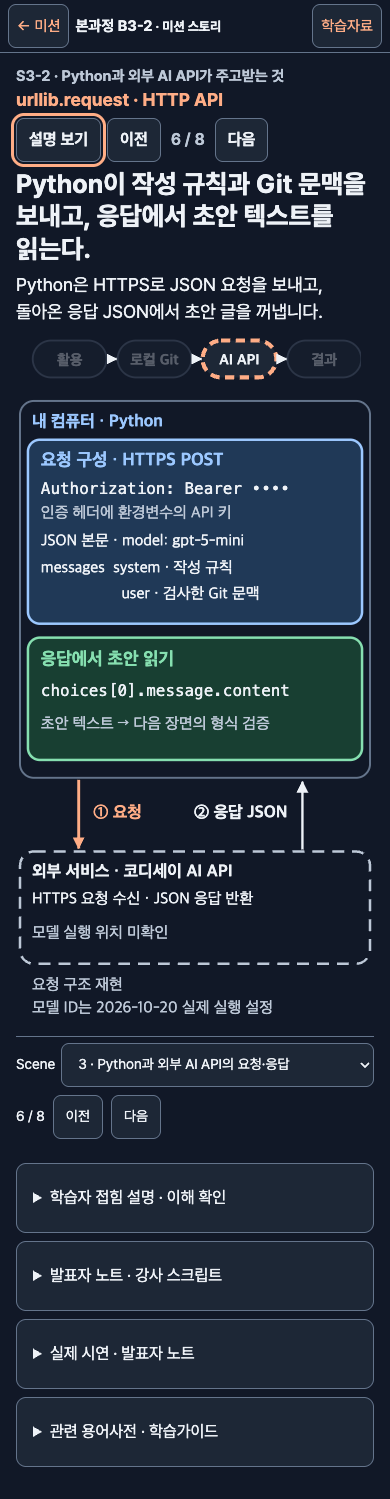 ← 미션
본과정 B3-2 · 미션 스토리
학습자료
S3-2 · Python과 외부 AI API가 주고받는 것
urllib.request · HTTP API
설명 보기
이전
6 / 8
다음
Python이 작성 규칙과 Git 문맥을
보내고, 응답에서 초안 텍스트를
읽는다.
Python은 HTTPS로 JSON 요청을 보내고,
돌아온 응답 JSON에서 초안 글을 꺼냅니다.
활용
로컬 Git
AI API
결과
내 컴퓨터 · Python
요청 구성 · HTTPS POST
Authorization: Bearer ••••
인증 헤더에 환경변수의 API 키
JSON 본문 · model: gpt-5-mini
messages system · 작성 규칙
user · 검사한 Git 문맥
응답에서 초안 읽기
choices[0].message.content
초안 텍스트 → 다음 장면의 형식 검증
① 요청
② 응답 JSON
외부 서비스 · 코디세이 AI API
HTTPS 요청 수신 · JSON 응답 반환
모델 실행 위치 미확인
요청 구조 재현
모델 ID는 2026-10-20 실제 실행 설정
Scene
3 · Python과 외부 AI API의 요청·응답
6 / 8
이전
다음
▶ 학습자 접힘 설명 · 이해 확인
▶ 발표자 노트 · 강사 스크립트
▶ 실제 시연 · 발표자 노트
▶ 관련 용어사전 · 학습가이드